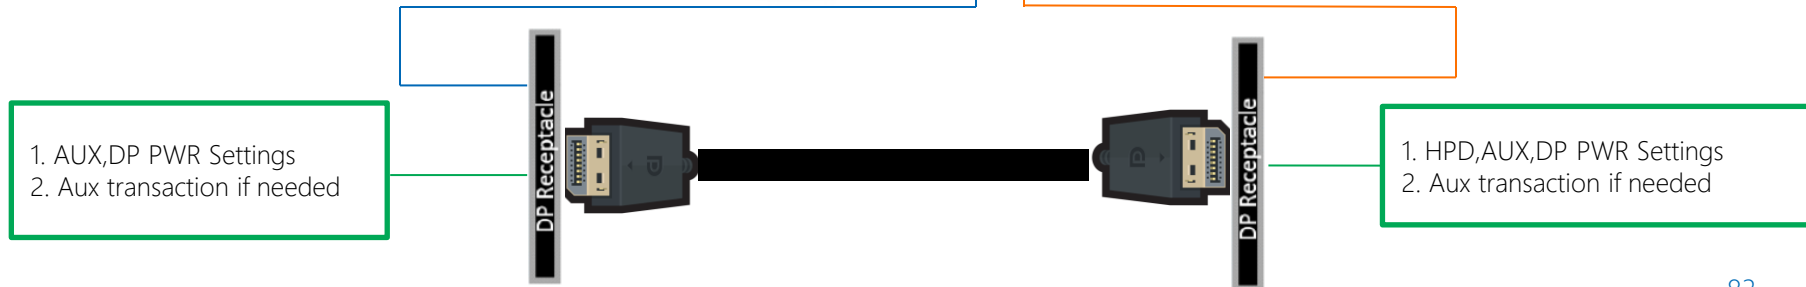 1. AUX,DP PWR Settings
2. Aux transaction if needed
DP Receptacle
DP Receptacle
1. HPD,AUX,DP PWR Settings
2. Aux transaction if needed